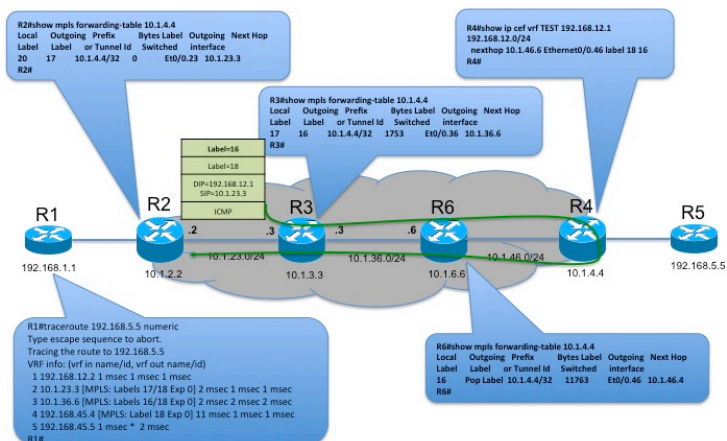 R2#show mpls forwarding-table 10.1.4.4
Local Outgoing Prefix Bytes Label Outgoing Next Hop
Label Label or Tunnel Id Switched interface
20 17 10.1.4.4/32 0 Et0/0.23 10.1.23.3
R2#
R4#show ip cef vrf TEST 192.168.12.1
192.168.12.0/24
nexthop 10.1.46.6 Ethernet0/0.46 label 18 16
R4#
R3#show mpls forwarding-table 10.1.4.4
Local Outgoing Prefix Bytes Label Outgoing Next Hop
Label Label or Tunnel Id Switched interface
17 16 10.1.4.4/32 1753 Et0/0.36 10.1.36.6
R3#
Label=16
Label=18
DIP=192.168.12.1
SIP=10.1.23.3
ICMP
R1
R2
R3
R6
R4
R5
.2
.3
.3
.6
192.168.1.1
10.1.2.2
10.1.23.0/24
10.1.3.3
10.1.36.0/24
10.1.6.6
10.1.46.0/24
10.1.4.4
192.168.5.5
R1#traceroute 192.168.5.5 numeric
Type escape sequence to abort.
Tracing the route to 192.168.5.5
VRF info: (vrf in name/id, vrf out name/id)
1 192.168.12.2 1 msec 1 msec 1 msec
2 10.1.23.3 [MPLS: Labels 17/18 Exp 0] 2 msec 1 msec 1 msec
3 10.1.36.6 [MPLS: Labels 16/18 Exp 0] 2 msec 2 msec 2 msec
4 192.168.45.4 [MPLS: Label 18 Exp 0] 11 msec 1 msec 1 msec
5 192.168.45.5 1 msec * 2 msec
R1#
R6#show mpls forwarding-table 10.1.4.4
Local Outgoing Prefix Bytes Label Outgoing Next Hop
Label Label or Tunnel Id Switched interface
16 Pop Label 10.1.4.4/32 11763 Et0/0.46 10.1.46.4
R6#